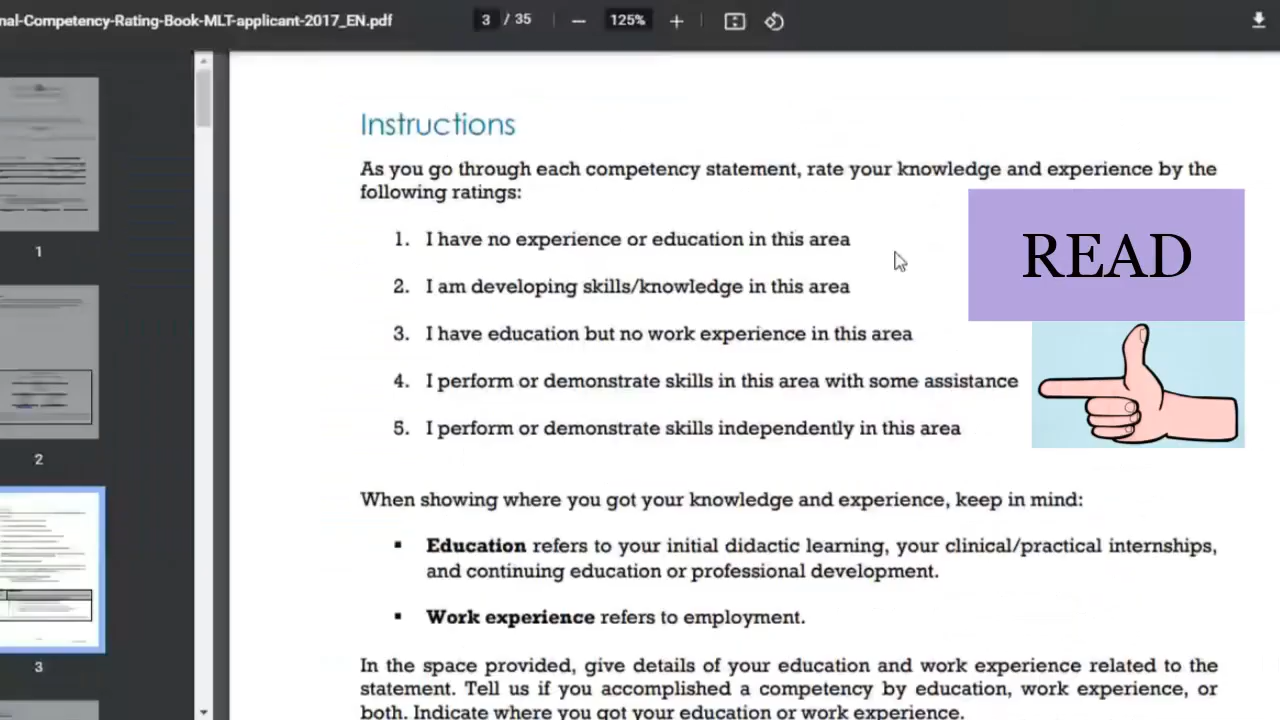 nal-Competency-Rating-Book-MLT-applicant-2017_EN.pdf
3 / 35
125%
1
2
3
Instructions
As you go through each competency statement, rate your knowledge and experience by the
following ratings:
1. I have no experience or education in this area
2. I am developing skills/knowledge in this area
3. I have education but no work experience in this area
4. I perform or demonstrate skills in this area with some assistance
5. I perform or demonstrate skills independently in this area
READ
When showing where you got your knowledge and experience, keep in mind:
▪ Education refers to your initial didactic learning, your clinical/practical internships,
and continuing education or professional development.
▪ Work experience refers to employment.
In the space provided, give details of your education and work experience related to the
statement. Tell us if you accomplished a competency by education, work experience, or
both. Indicate where you got your education or work experience.